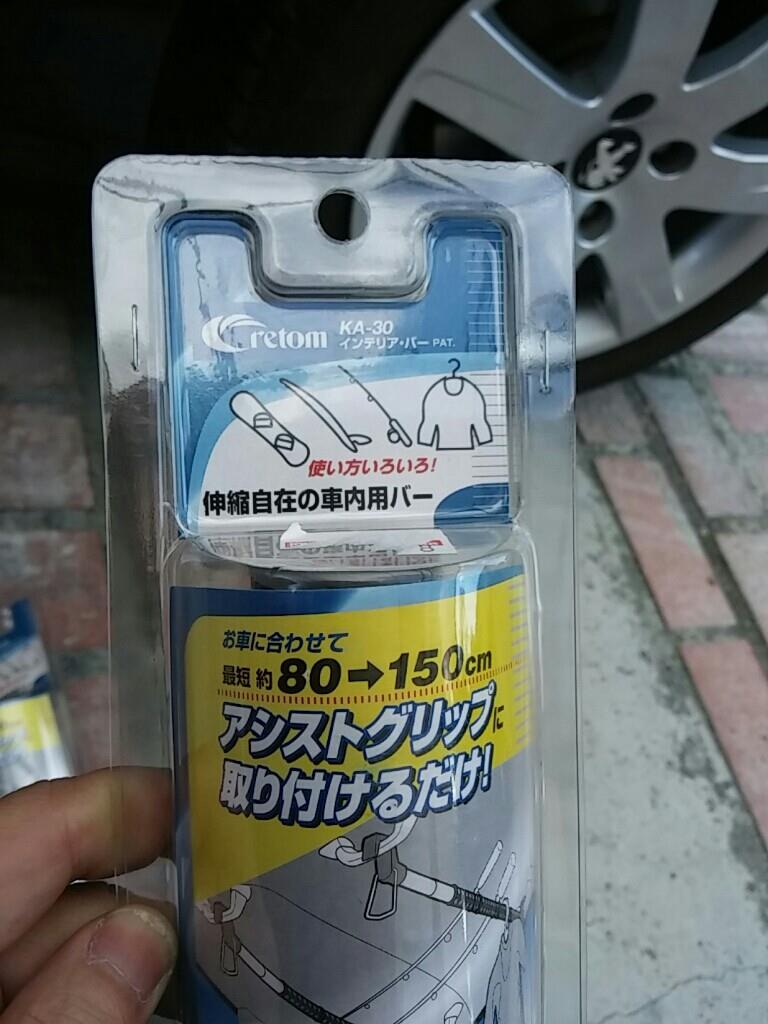 Cretom KA-30
インテリア・バー PAT.
使い方いろいろ!
伸縮自在の車内用バー
お車に合わせて
最短 約80→150cm
アシストグリップに
取り付けるだけ!